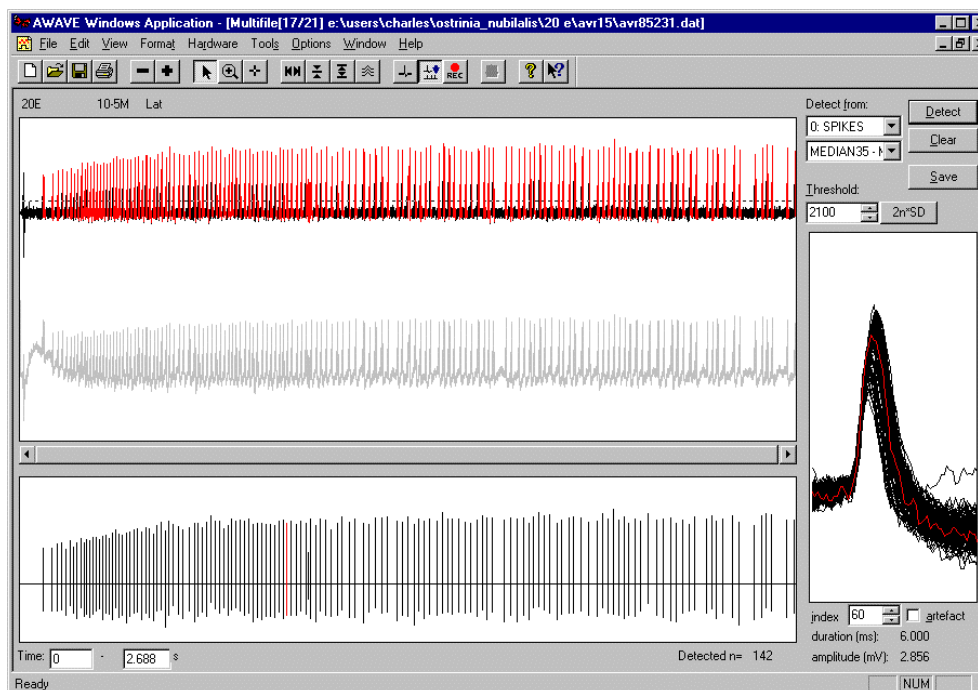 AWAVE Windows Application - [Multifile[17/21] e:\users\charles\ostrinia_nubilalis\20 e\avr15\avr85231.dat]
File Edit View Format Hardware Tools Options Window Help
REC
20E 10-5M Lat
Detect from:
0: SPIKES
MEDIAN35 - M
Detect
Clear
Save
Threshold:
2100
2n*SD
index 60 artefact
duration (ms): 6.000
amplitude (mV): 2.856
Time: 0 - 2.688 s
Detected n= 142
Ready
NUM